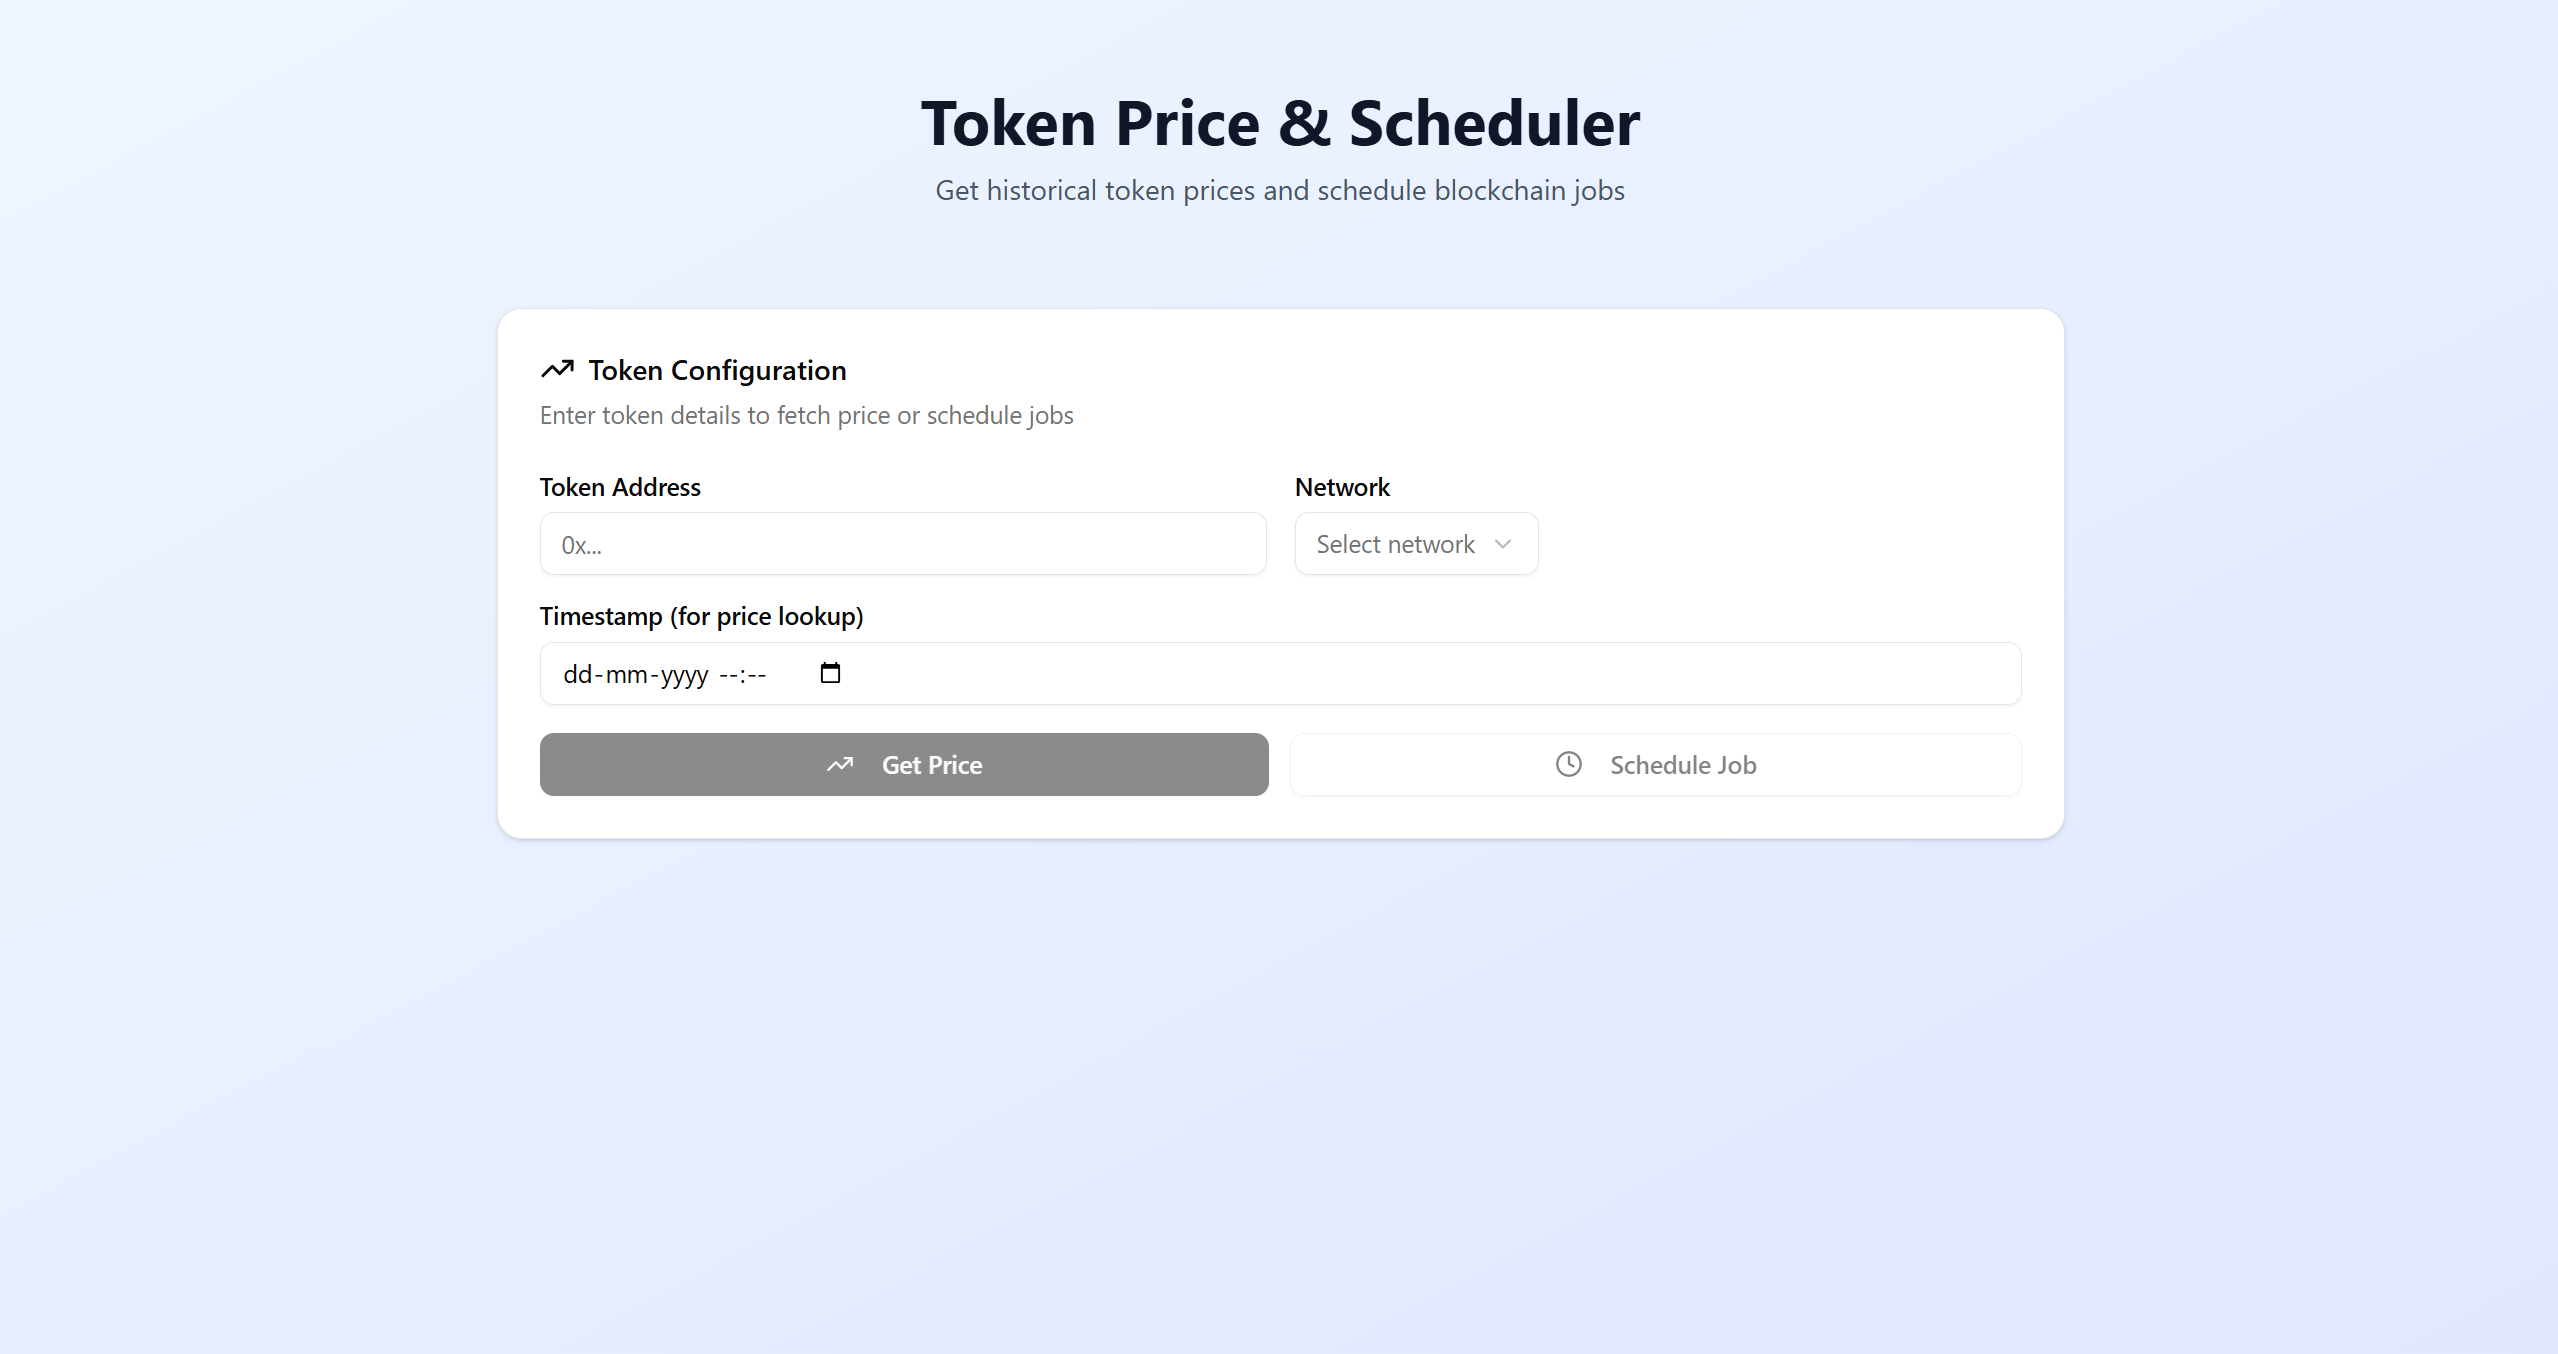 Token Price & Scheduler
Get historical token prices and schedule blockchain jobs
Token Configuration
Enter token details to fetch price or schedule jobs
Token Address
Network
0x...
Select network
Timestamp (for price lookup)
dd-mm-yyyy --:--
Get Price
Schedule Job